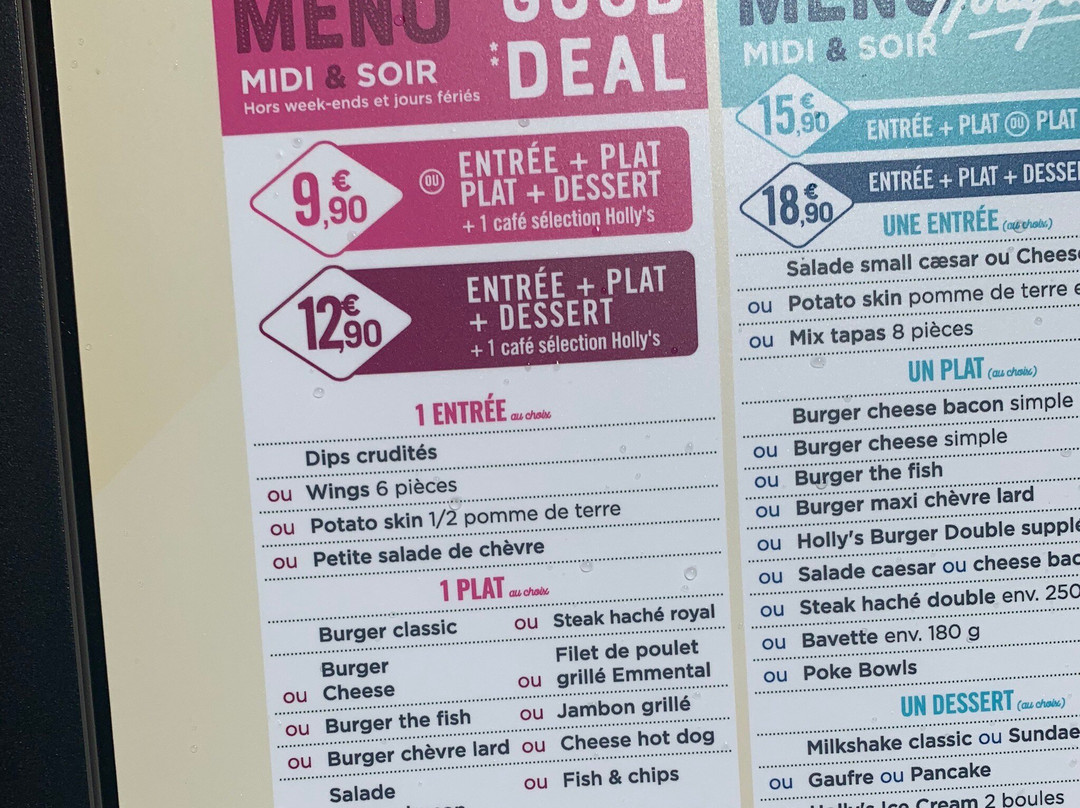 MENU
GOOD
DEAL
**
MIDI & SOIR
Hors week-ends et jours fériés
9,90 €
OU
ENTRÉE + PLAT
PLAT + DESSERT
+ 1 café sélection Holly's
12,90 €
ENTRÉE + PLAT
+ DESSERT
+ 1 café sélection Holly's
1 ENTRÉE au choix
Dips crudités
ou Wings 6 pièces
ou Potato skin 1/2 pomme de terre
ou Petite salade de chèvre
1 PLAT au choix
Burger classic
ou Burger
Cheese
ou Burger the fish
ou Burger chèvre lard
Salade
ou Steak haché royal
ou Filet de poulet
grillé Emmental
ou Jambon grillé
ou Cheese hot dog
ou Fish & chips
MENU
MIDI & SOIR
15,90 €
ENTRÉE + PLAT OU PLAT
18,90 €
ENTRÉE + PLAT + DESSE
UNE ENTRÉE (au choix)
Salade small cæsar ou Chees
ou Potato skin pomme de terre e
ou Mix tapas 8 pièces
UN PLAT (au choix)
Burger cheese bacon simple
ou Burger cheese simple
ou Burger the fish
ou Burger maxi chèvre lard
ou Holly's Burger Double supple
ou Salade caesar ou cheese bac
ou Steak haché double env. 250
ou Bavette env. 180 g
ou Poke Bowls
UN DESSERT (au choix)
Milkshake classic ou Sundae
ou Gaufre ou Pancake
Holly's Ice Cream 2 boules